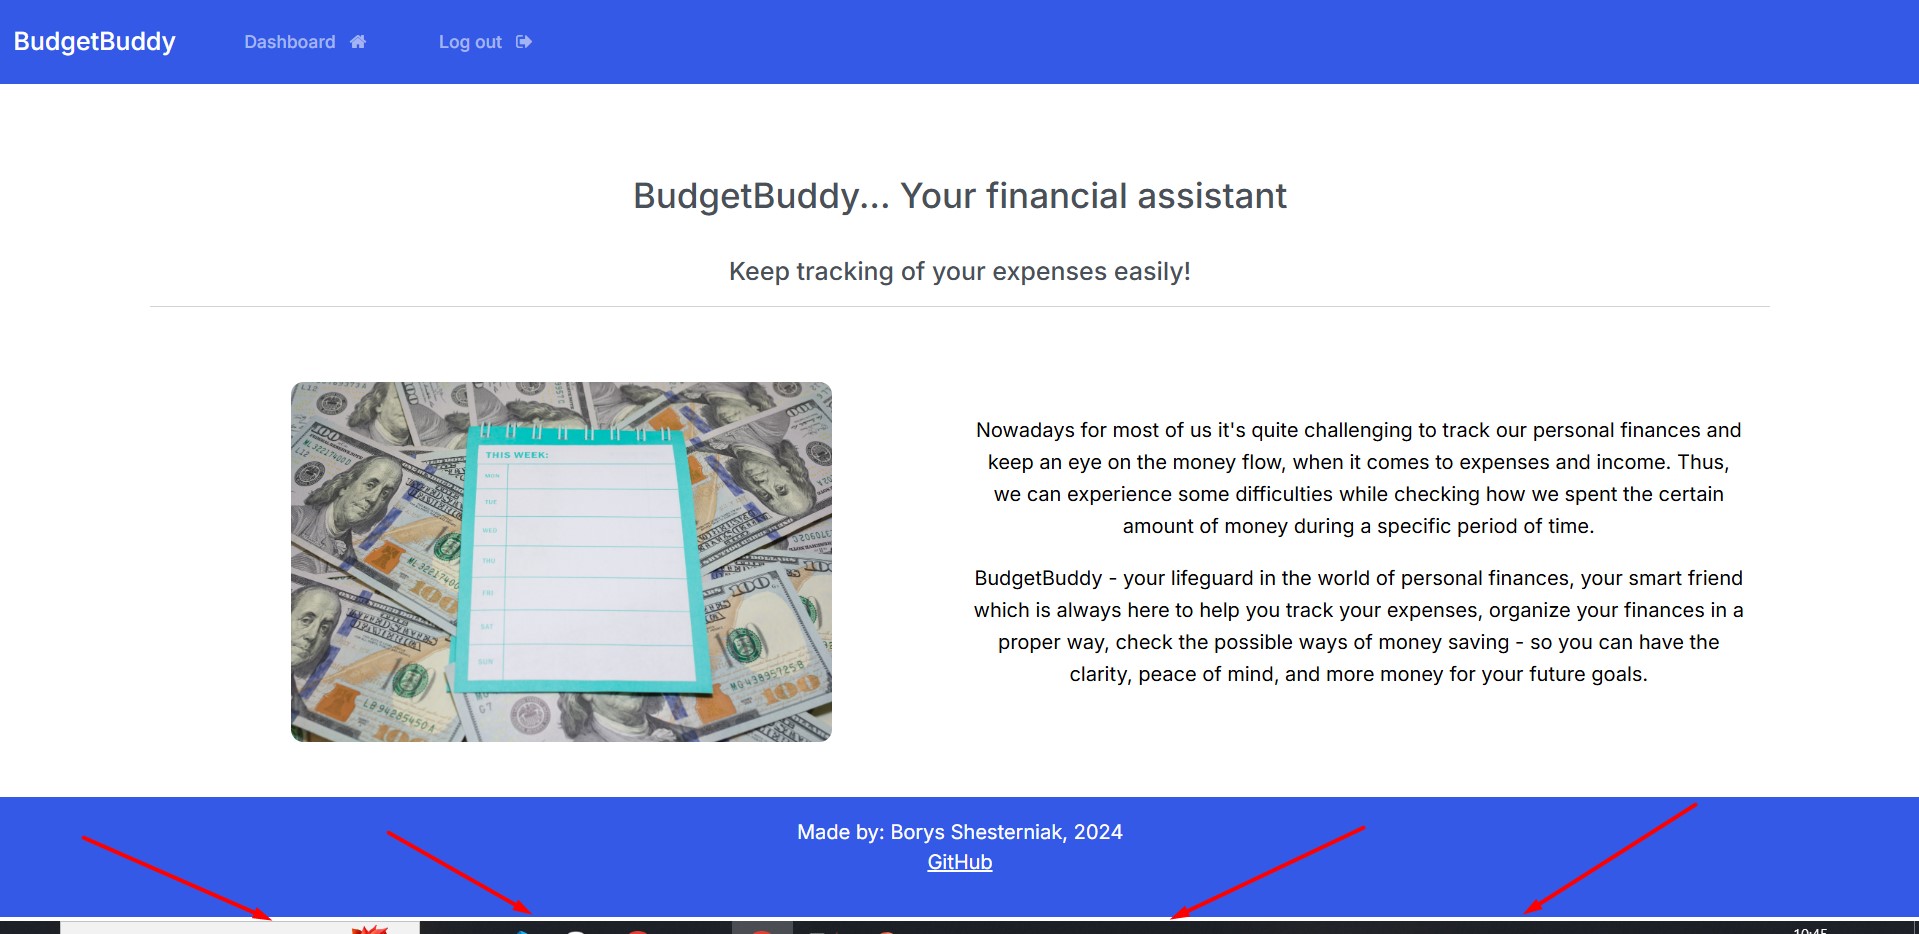 BudgetBuddy Dashboard Log out
BudgetBuddy... Your financial assistant
Keep tracking of your expenses easily!
THIS WEEK:
MON
TUE
WED
THU
FRI
SAT
SUN
Nowadays for most of us it's quite challenging to track our personal finances and
keep an eye on the money flow, when it comes to expenses and income. Thus,
we can experience some difficulties while checking how we spent the certain
amount of money during a specific period of time.
BudgetBuddy - your lifeguard in the world of personal finances, your smart friend
which is always here to help you track your expenses, organize your finances in a
proper way, check the possible ways of money saving - so you can have the
clarity, peace of mind, and more money for your future goals.
Made by: Borys Shesterniak, 2024
GitHub